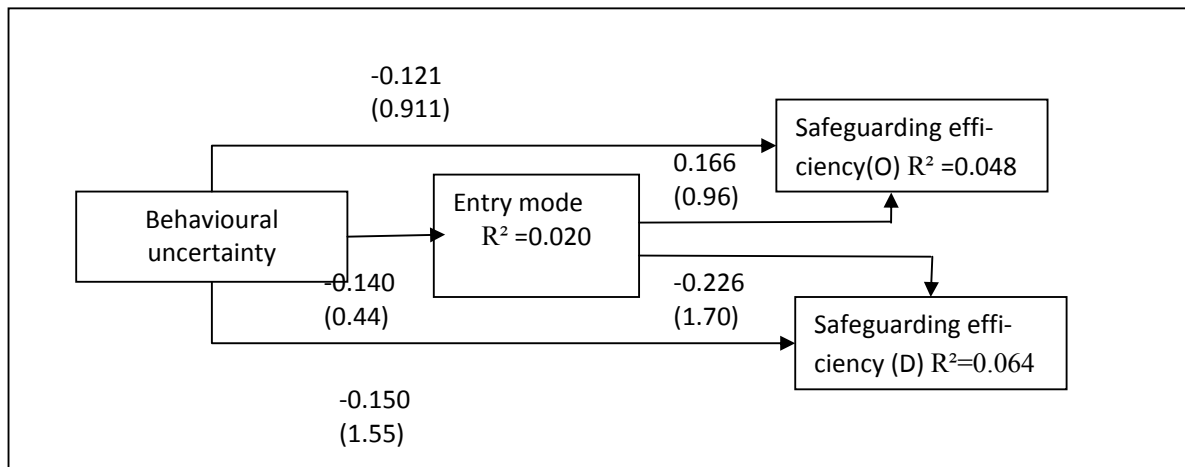 -0.121
(0.911)
Safeguarding effi-
ciency(O) R² =0.048
0.166
(0.96)
Behavioural
uncertainty
Entry mode
R² =0.020
-0.140
(0.44)
-0.226
(1.70)
Safeguarding effi-
ciency (D) R²=0.064
-0.150
(1.55)